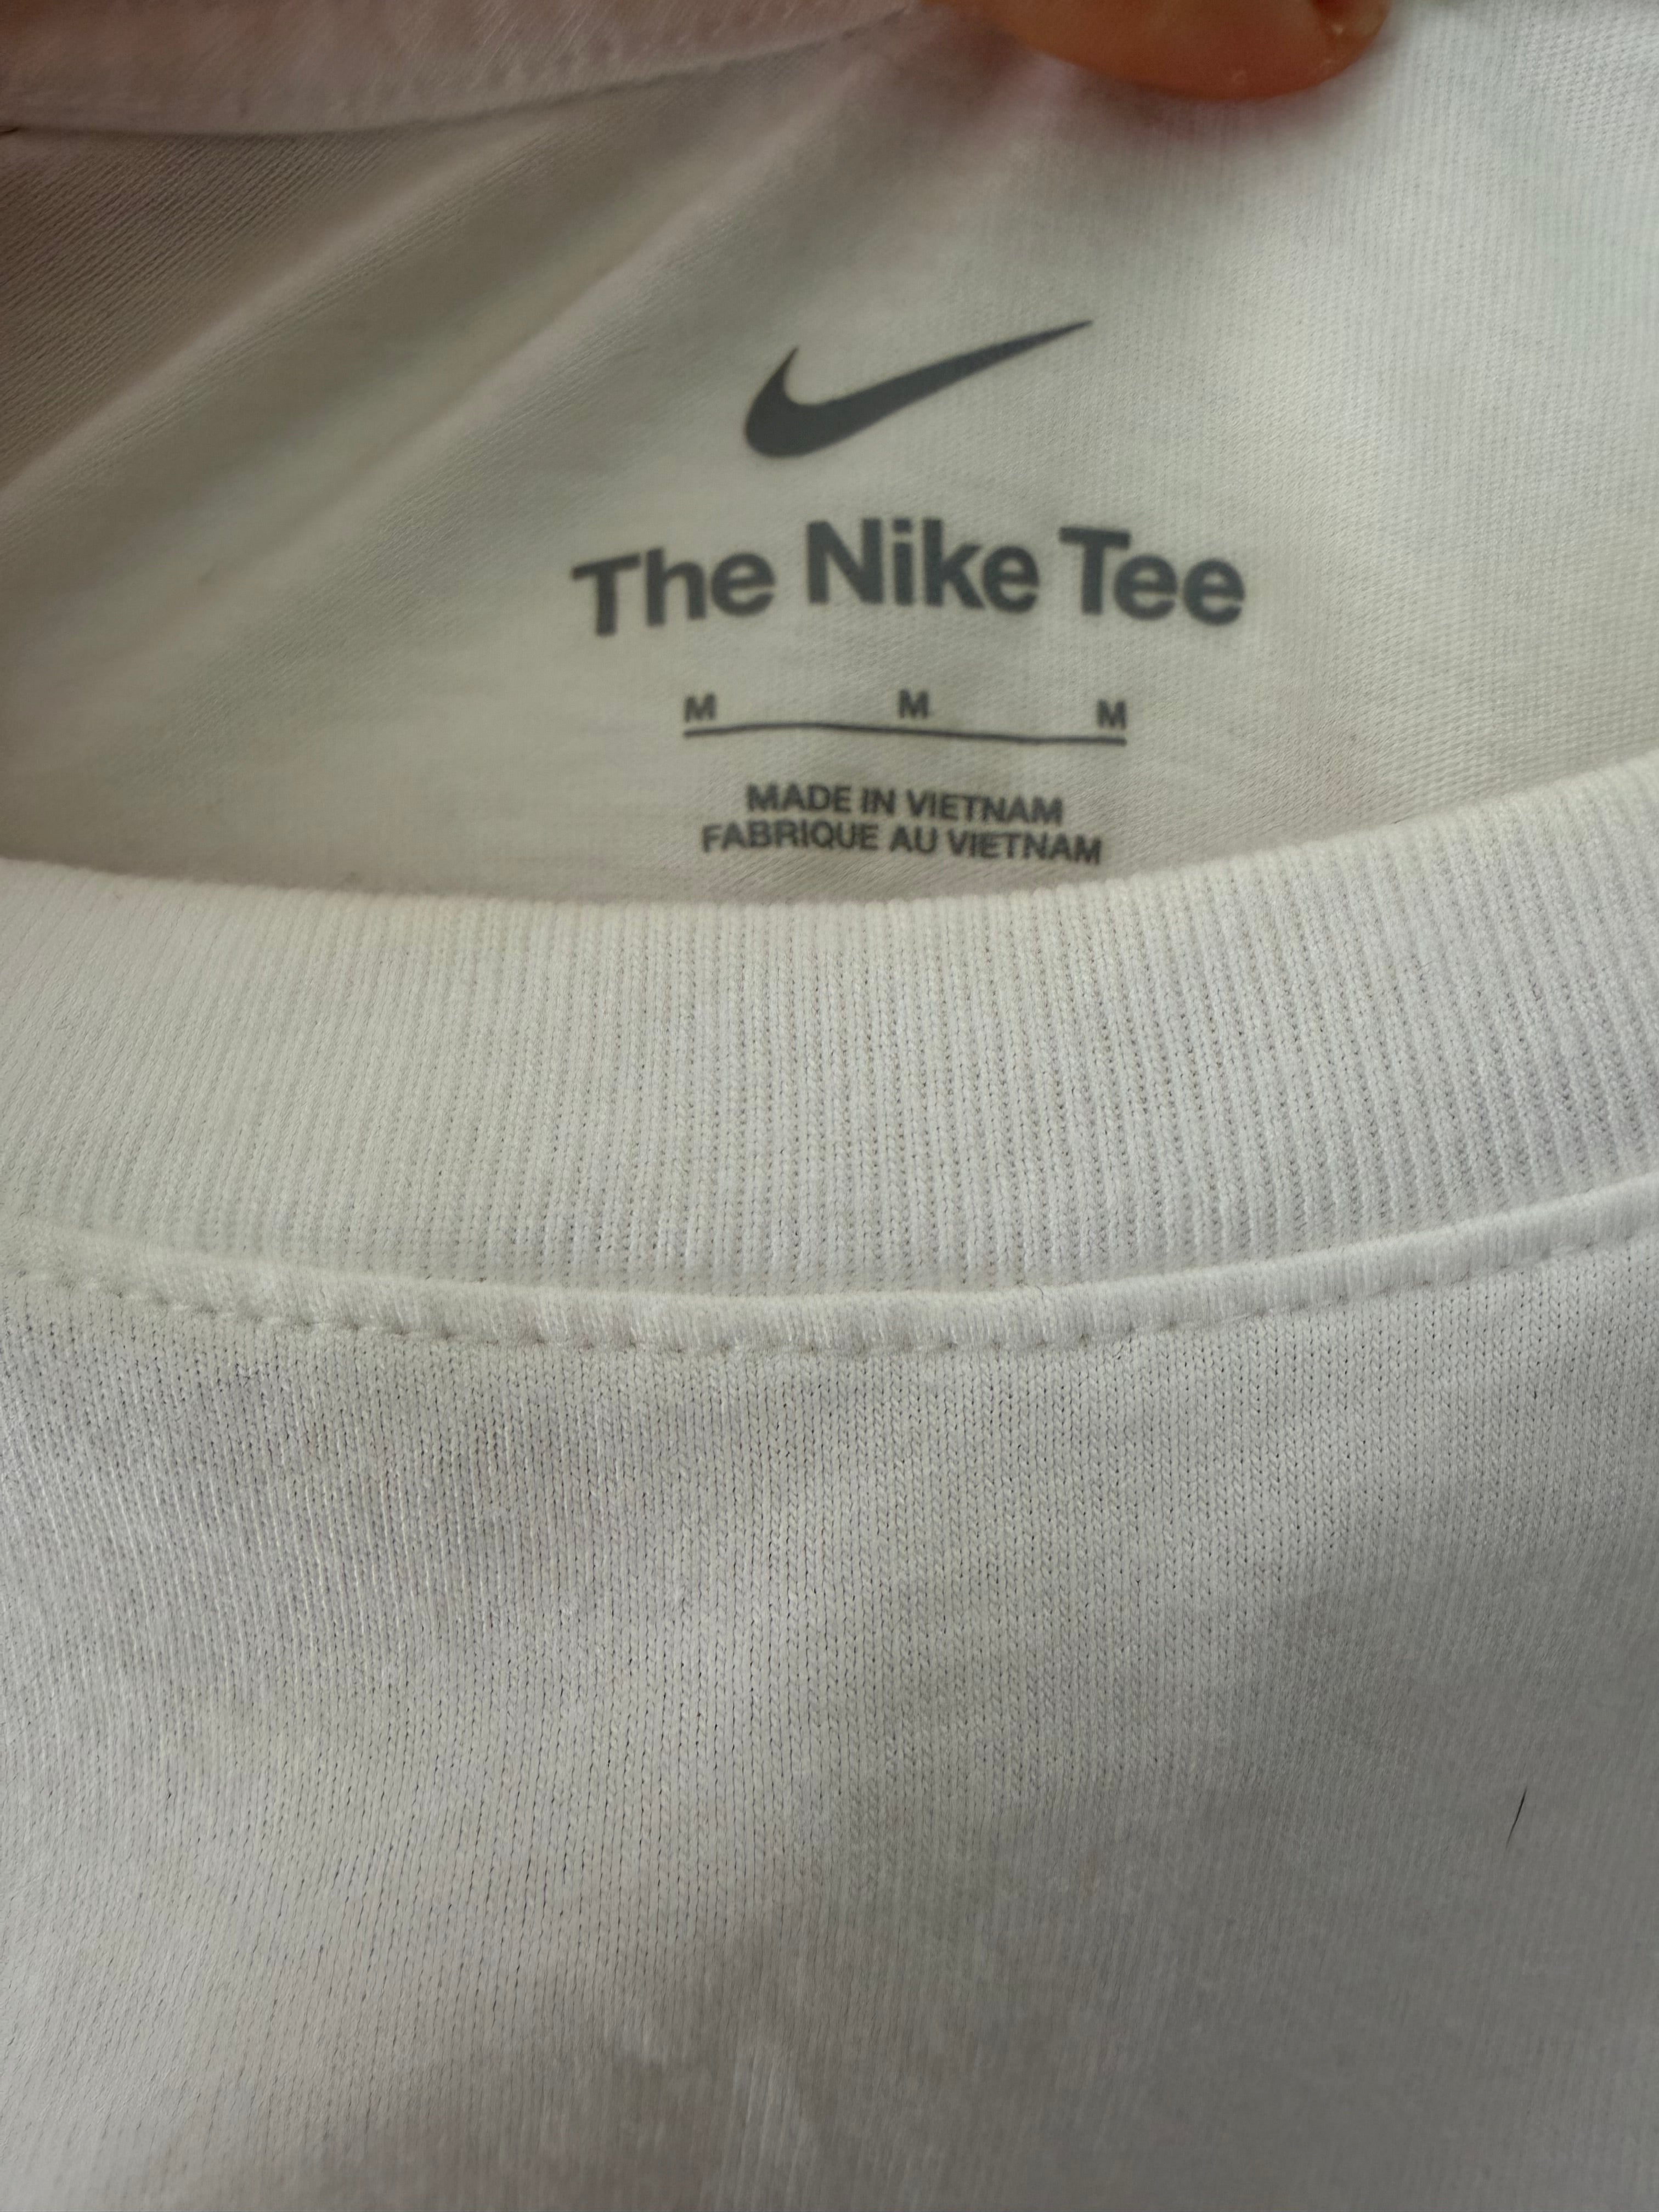 The Nike Tee
M M M
MADE IN VIETNAM
FABRIQUE AU VIETNAM